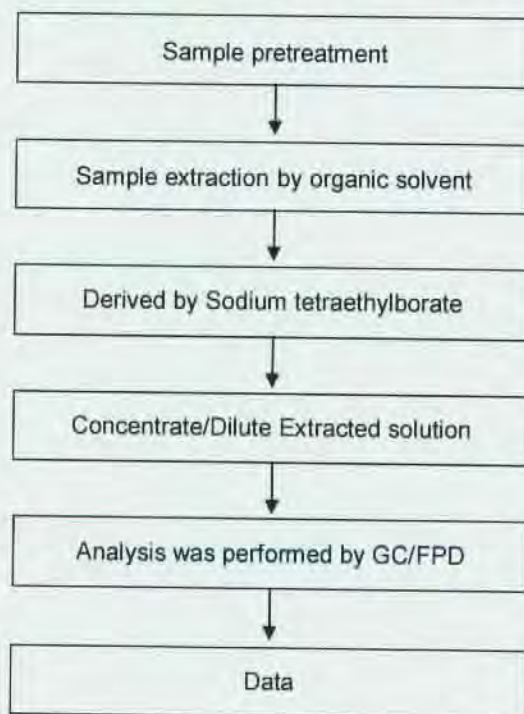 Sample pretreatment
Sample extraction by organic solvent
Derived by Sodium tetraethylborate
Concentrate/Dilute Extracted solution
Analysis was performed by GC/FPD
Data